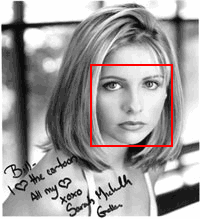 Bill-
I ♡ the cartoon
All my ♡
xoxo
Sarah Michelle
Gellar